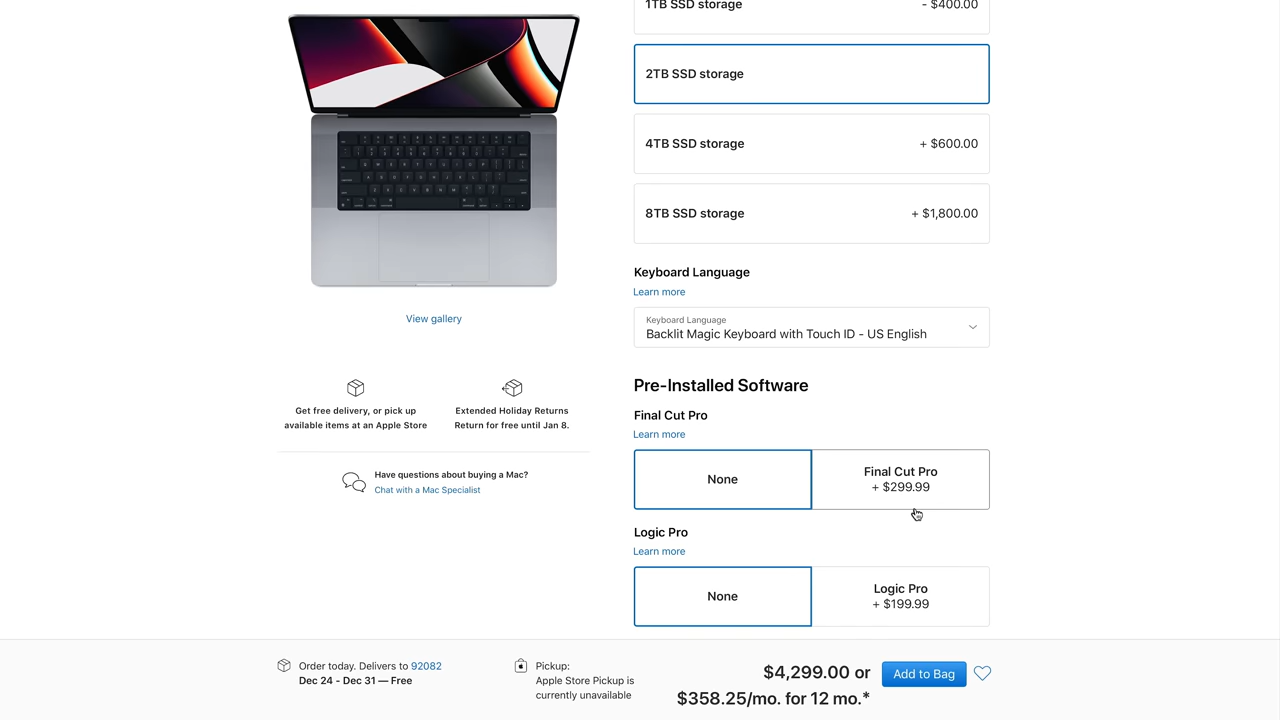 1TB SSD storage - $400.00
2TB SSD storage
4TB SSD storage + $600.00
8TB SSD storage + $1,800.00
View gallery
Get free delivery, or pick up
available items at an Apple Store
Extended Holiday Returns
Return for free until Jan 8.
Have questions about buying a Mac?
Chat with a Mac Specialist
Keyboard Language
Learn more
Keyboard Language
Backlit Magic Keyboard with Touch ID - US English
Pre-Installed Software
Final Cut Pro
Learn more
None
Final Cut Pro
+ $299.99
Logic Pro
Learn more
None
Logic Pro
+ $199.99
Order today. Delivers to 92082
Dec 24 - Dec 31 — Free
Pickup:
Apple Store Pickup is
currently unavailable
$4,299.00 or
$358.25/mo. for 12 mo.*
Add to Bag